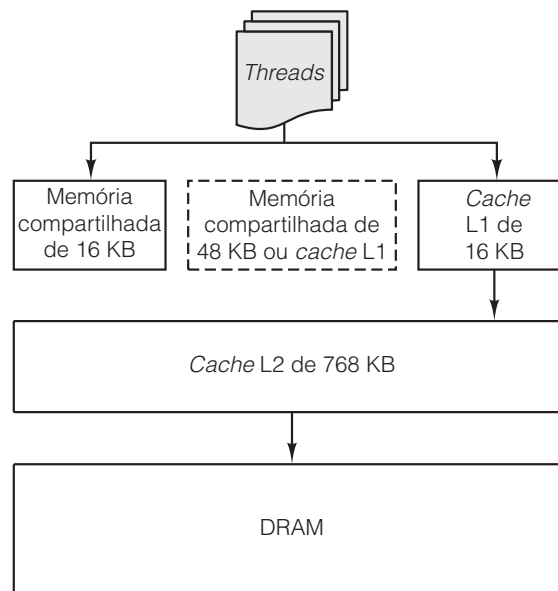 Threads
Memória
compartilhada
de 16 KB
Memória
compartilhada de
48 KB ou cache L1
Cache
L1 de
16 KB
Cache L2 de 768 KB
DRAM